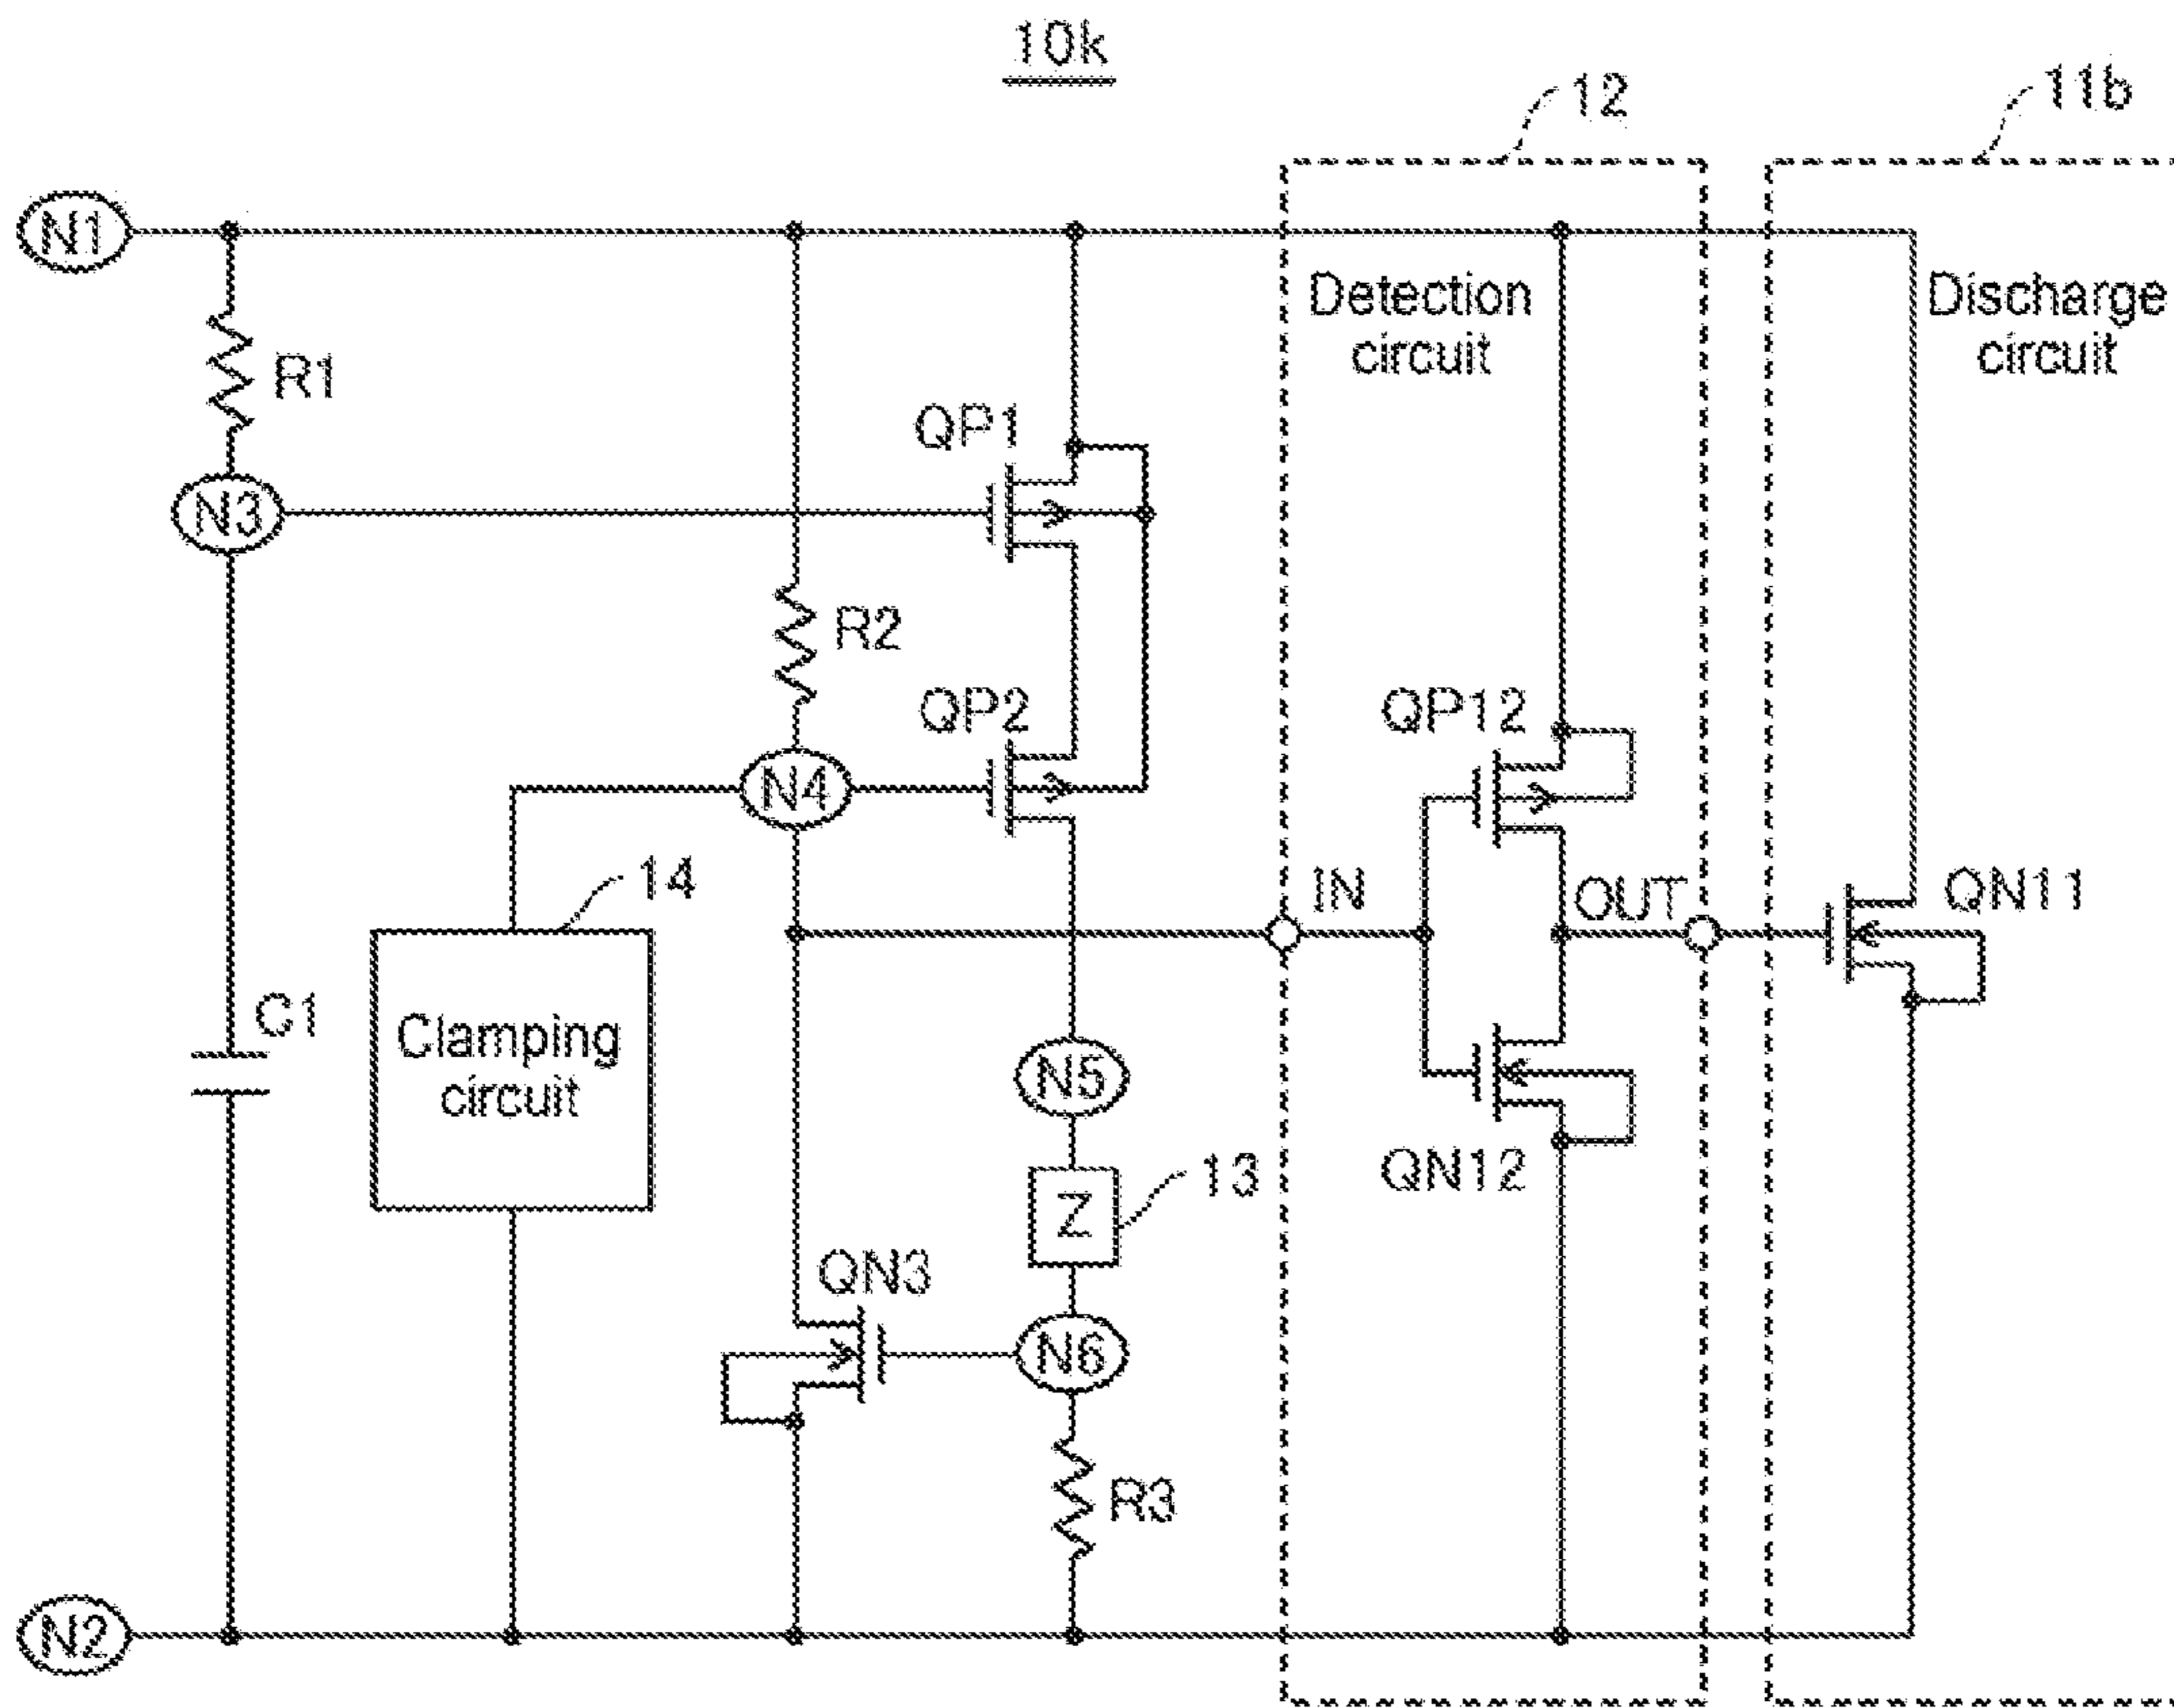 10k
12
11b
N1
Detection
circuit
Discharge
circuit
R1
QP1
N3
R2
QP2
QP12
N4
14
IN
OUT
QN11
C1
Clamping
circuit
N5
QN12
13
Z
QN3
N6
R3
N2